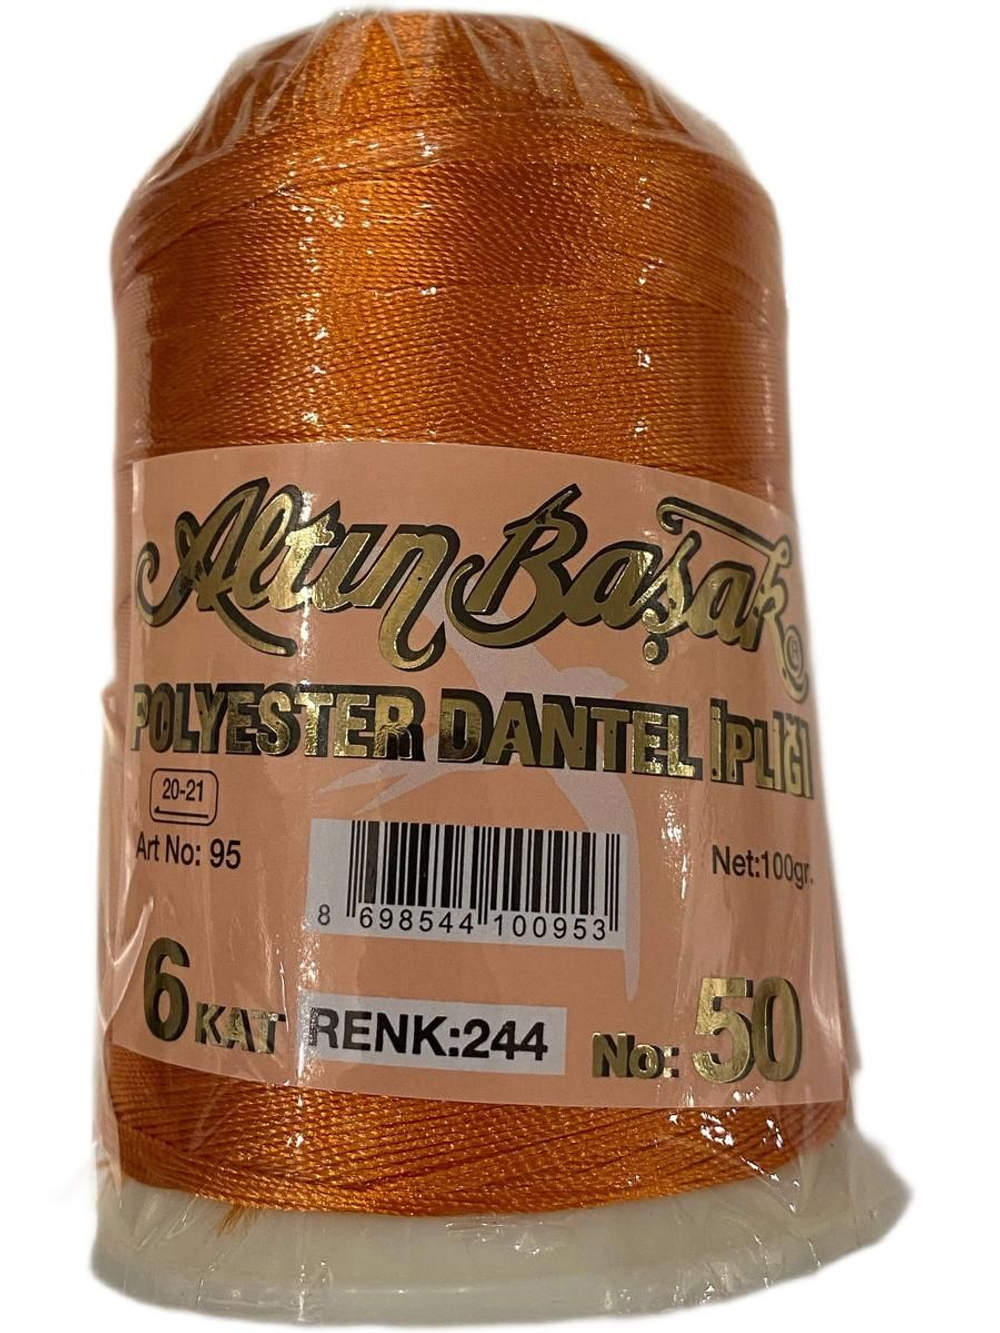 Altın Başak ®
POLYESTER DANTEL İPLİĞİ
20-21
Art No: 95
Net:100gr.
8 698544 100953
6 KAT
RENK:244
No: 50